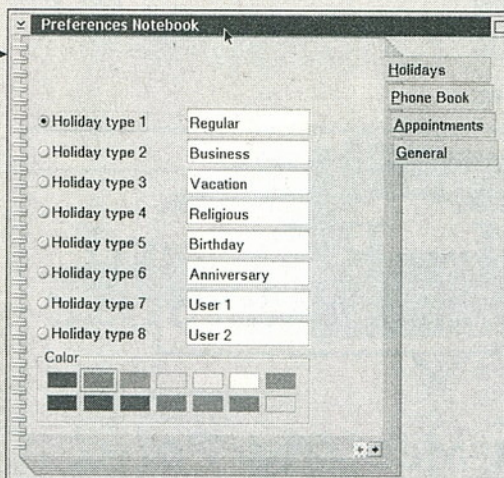 Preferences Notebook
Holidays
Phone Book
Appointments
General
Holiday type 1 Regular
Holiday type 2 Business
Holiday type 3 Vacation
Holiday type 4 Religious
Holiday type 5 Birthday
Holiday type 6 Anniversary
Holiday type 7 User 1
Holiday type 8 User 2
Color